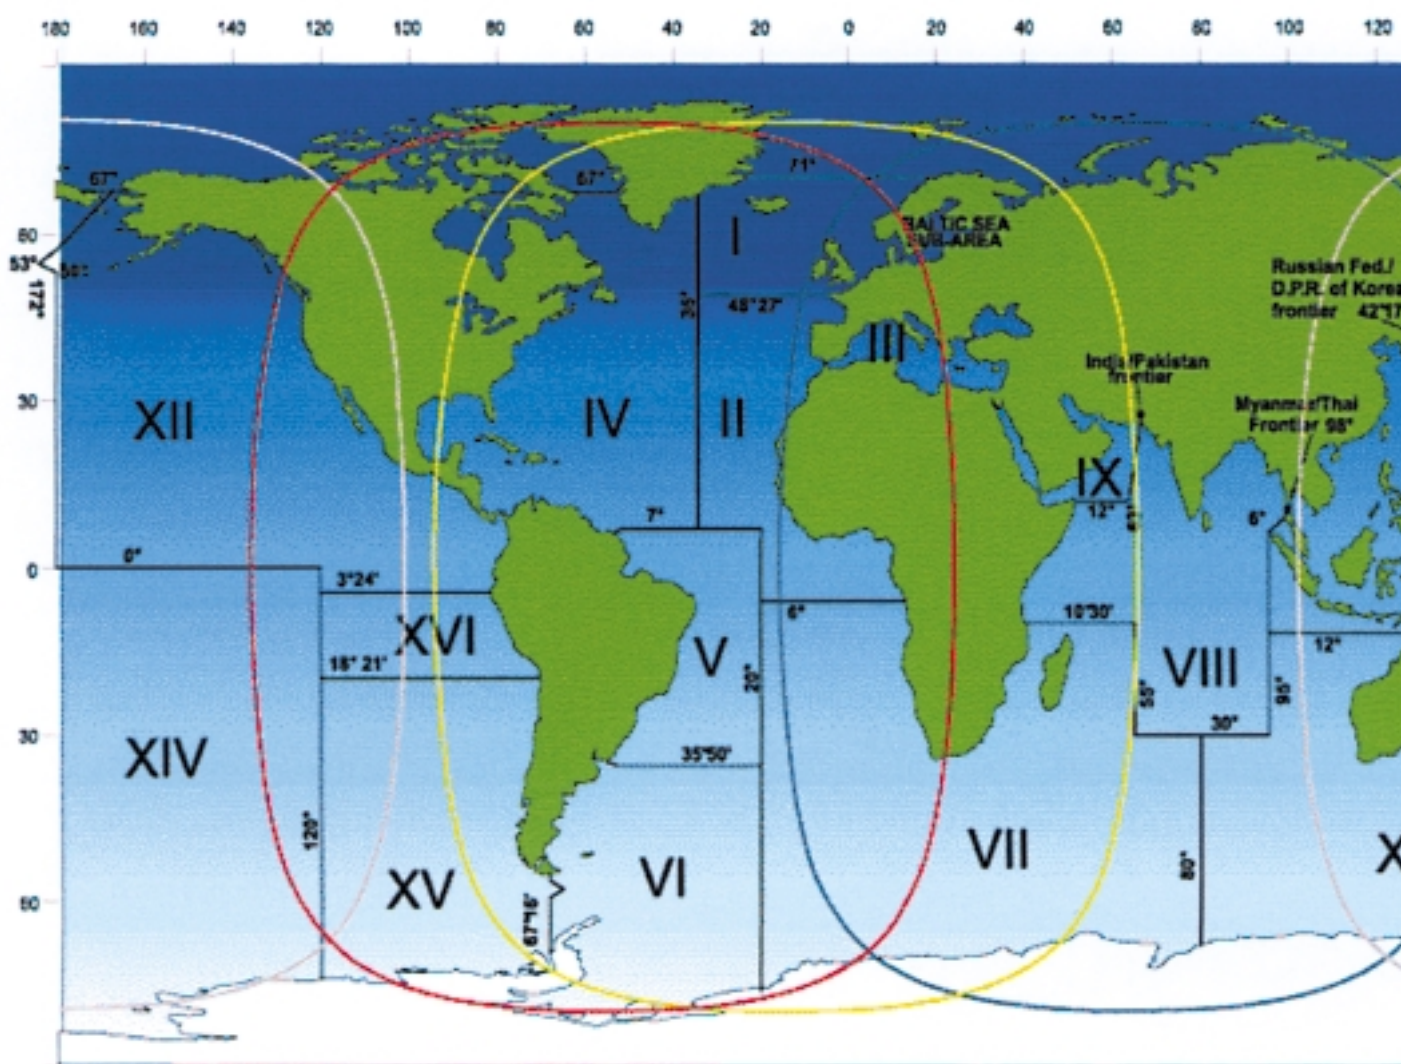 180 160 140 120 100 80 60 40 20 0 20 40 60 80 100 120
67°
67°
71°
60
53°
50°
172°
I
BALTIC SEA
SUB-AREA
Russian Fed./
D.P.R. of Korea
frontier 42°17
35°
48°27'
III
India/Pakistan
frontier
30
XII
IV
II
Myanmar/Thai
Frontier 98°
IX
12°
7°
6°
0
0°
3°24'
XVI
18° 21'
V
20°
6°
10°30'
VIII
12°
55°
95°
30
30°
XIV
35°50'
120°
VII
80°
X
XV
VI
60
67°16'